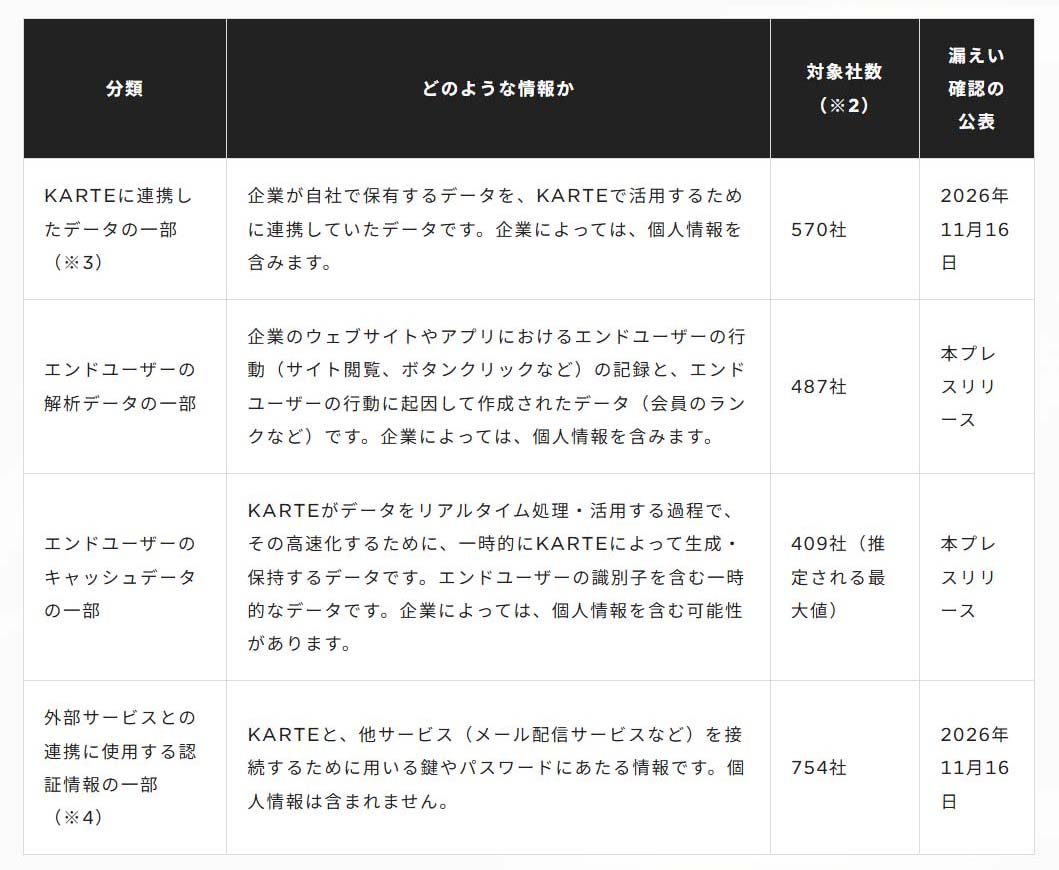 分類
どのような情報か
対象社数
（※2）
漏えい
確認の
公表
KARTEに連携し
たデータの一部
（※3）
企業が自社で保有するデータを、KARTEで活用するため
に連携していたデータです。企業によっては、個人情報を
含みます。
570社
2026年
11月16
日
エンドユーザーの
解析データの一部
企業のウェブサイトやアプリにおけるエンドユーザーの行
動（サイト閲覧、ボタンクリックなど）の記録と、エンド
ユーザーの行動に起因して作成されたデータ（会員のラン
クなど）です。企業によっては、個人情報を含みます。
487社
本プレ
スリリ
ース
エンドユーザーの
キャッシュデータ
の一部
KARTEがデータをリアルタイム処理・活用する過程で、
その高速化するために、一時的にKARTEによって生成・
保持するデータです。エンドユーザーの識別子を含む一時
的なデータです。企業によっては、個人情報を含む可能性
があります。
409社（推
定される最
大値）
本プレ
スリリ
ース
外部サービスとの
連携に使用する認
証情報の一部
（※4）
KARTEと、他サービス（メール配信サービスなど）を接
続するために用いる鍵やパスワードにあたる情報です。個
人情報は含まれません。
754社
2026年
11月16
日